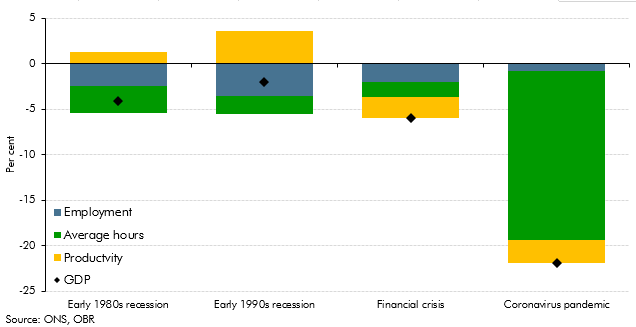 5
0
-5
-10
-15
-20
-25
Per cent
Employment
Average hours
Productvity
GDP
Early 1980s recession
Early 1990s recession
Financial crisis
Coronavirus pandemic
Source: ONS, OBR